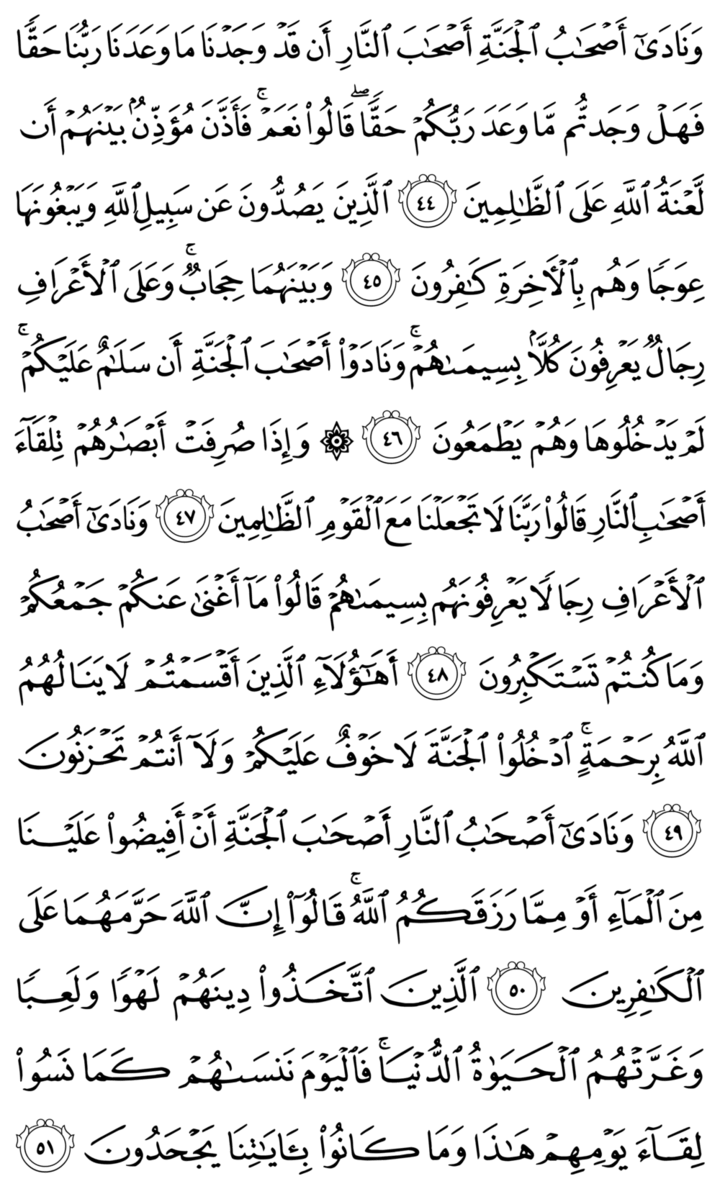 وَنَادَىٰٓ أَصۡحَٰبُ ٱلۡجَنَّةِ أَصۡحَٰبَ ٱلنَّارِ أَن قَدۡ وَجَدۡنَا مَا وَعَدَنَا رَبُّنَا حَقّٗا
فَهَلۡ وَجَدتُّم مَّا وَعَدَ رَبُّكُمۡ حَقّٗاۖ قَالُواْ نَعَمۡۚ فَأَذَّنَ مُؤَذِّنُۢ بَيۡنَهُمۡ أَن
لَّعۡنَةُ ٱللَّهِ عَلَى ٱلظَّٰلِمِينَ ٤٤ ٱلَّذِينَ يَصُدُّونَ عَن سَبِيلِ ٱللَّهِ وَيَبۡغُونَهَا
عِوَجٗا وَهُم بِٱلۡأٓخِرَةِ كَٰفِرُونَ ٤٥ وَبَيۡنَهُمَا حِجَابٞۚ وَعَلَى ٱلۡأَعۡرَافِ
رِجَالٞ يَعۡرِفُونَ كُلَّۢا بِسِيمَىٰهُمۡۚ وَنَادَوۡاْ أَصۡحَٰبَ ٱلۡجَنَّةِ أَن سَلَٰمٌ عَلَيۡكُمۡۚ
لَمۡ يَدۡخُلُوهَا وَهُمۡ يَطۡمَعُونَ ٤٦ ۞ وَإِذَا صُرِفَتۡ أَبۡصَٰرُهُمۡ تِلۡقَآءَ
أَصۡحَٰبِ ٱلنَّارِ قَالُواْ رَبَّنَا لَا تَجۡعَلۡنَا مَعَ ٱلۡقَوۡمِ ٱلظَّٰلِمِينَ ٤٧ وَنَادَىٰٓ أَصۡحَٰبُ
ٱلۡأَعۡرَافِ رِجَالٗا يَعۡرِفُونَهُم بِسِيمَىٰهُمۡ قَالُواْ مَآ أَغۡنَىٰ عَنكُمۡ جَمۡعُكُمۡ
وَمَا كُنتُمۡ تَسۡتَكۡبِرُونَ ٤٨ أَهَٰٓؤُلَآءِ ٱلَّذِينَ أَقۡسَمۡتُمۡ لَا يَنَالُهُمُ
ٱللَّهُ بِرَحۡمَةٍۚ ٱدۡخُلُواْ ٱلۡجَنَّةَ لَا خَوۡفٌ عَلَيۡكُمۡ وَلَآ أَنتُمۡ تَحۡزَنُونَ
٤٩ وَنَادَىٰٓ أَصۡحَٰبُ ٱلنَّارِ أَصۡحَٰبَ ٱلۡجَنَّةِ أَنۡ أَفِيضُواْ عَلَيۡنَا
مِنَ ٱلۡمَآءِ أَوۡ مِمَّا رَزَقَكُمُ ٱللَّهُۚ قَالُوٓاْ إِنَّ ٱللَّهَ حَرَّمَهُمَا عَلَى
ٱلۡكَٰفِرِينَ ٥٠ ٱلَّذِينَ ٱتَّخَذُواْ دِينَهُمۡ لَهۡوٗا وَلَعِبٗا
وَغَرَّتۡهُمُ ٱلۡحَيَوٰةُ ٱلدُّنۡيَاۚ فَٱلۡيَوۡمَ نَنسَىٰهُمۡ كَمَا نَسُواْ
لِقَآءَ يَوۡمِهِمۡ هَٰذَا وَمَا كَانُواْ بِـَٔايَٰتِنَا يَجۡحَدُونَ ٥١